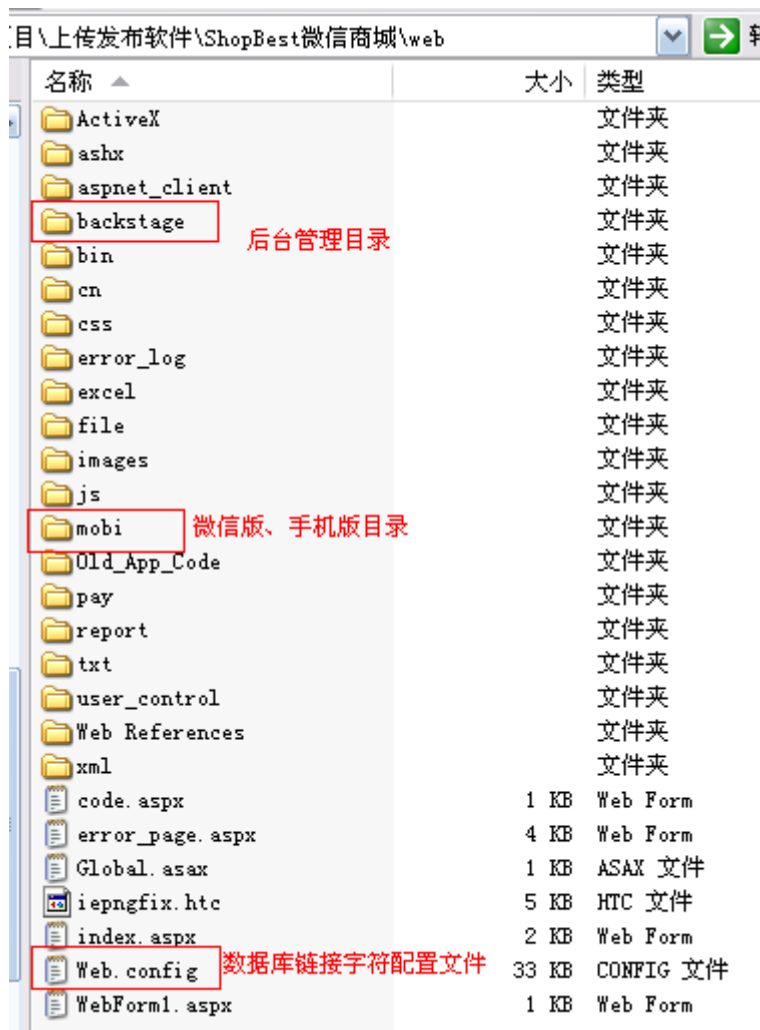 目\上传发布软件\ShopBest微信商城\web
名称 大小 类型
ActiveX 文件夹
ashx 文件夹
aspnet_client 文件夹
backstage 文件夹
后台管理目录
bin 文件夹
cn 文件夹
css 文件夹
error_log 文件夹
excel 文件夹
file 文件夹
images 文件夹
js 文件夹
mobi 微信版、手机版目录 文件夹
Old_App_Code 文件夹
pay 文件夹
report 文件夹
txt 文件夹
user_control 文件夹
Web References 文件夹
xml 文件夹
code.aspx 1 KB Web Form
error_page.aspx 4 KB Web Form
Global.asax 1 KB ASAX 文件
iepngfix.htc 5 KB HTC 文件
index.aspx 2 KB Web Form
Web.config 数据库链接字符配置文件 33 KB CONFIG 文件
WebForm1.aspx 1 KB Web Form